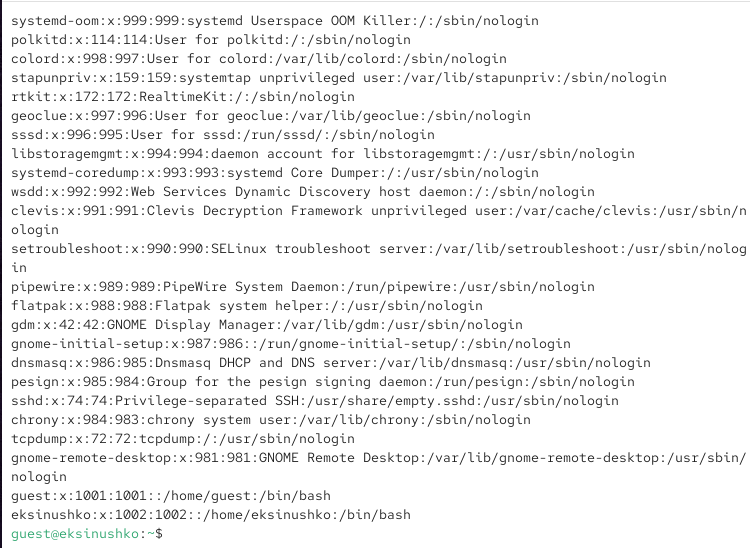 systemd-oom:x:999:999:systemd Userspace OOM Killer:/:/sbin/nologin
polkitd:x:114:114:User for polkitd:/:/sbin/nologin
colord:x:998:997:User for colord:/var/lib/colord:/sbin/nologin
stapunpriv:x:159:159:systemtap unprivileged user:/var/lib/stapunpriv:/sbin/nologin
rtkit:x:172:172:RealtimeKit:/:/sbin/nologin
geoclue:x:997:996:User for geoclue:/var/lib/geoclue:/sbin/nologin
sssd:x:996:995:User for sssd:/run/sssd/:/sbin/nologin
libstoragemgmt:x:994:994:daemon account for libstoragemgmt:/:/usr/sbin/nologin
systemd-coredump:x:993:993:systemd Core Dumper:/:/sbin/nologin
wsdd:x:992:992:Web Services Dynamic Discovery host daemon:/:/sbin/nologin
clevis:x:991:991:Clevis Decryption Framework unprivileged user:/var/cache/clevis:/usr/sbin/n
ologin
setroubleshoot:x:990:990:SELinux troubleshoot server:/var/lib/setroubleshoot:/usr/sbin/nolog
in
pipewire:x:989:989:PipeWire System Daemon:/run/pipewire:/usr/sbin/nologin
flatpak:x:988:988:Flatpak system helper:/:/usr/sbin/nologin
gdm:x:42:42:GNOME Display Manager:/var/lib/gdm:/usr/sbin/nologin
gnome-initial-setup:x:987:986::/run/gnome-initial-setup/:/sbin/nologin
dnsmasq:x:986:985:Dnsmasq DHCP and DNS server:/var/lib/dnsmasq:/usr/sbin/nologin
pesign:x:985:984:Group for the pesign signing daemon:/run/pesign:/sbin/nologin
sshd:x:74:74:Privilege-separated SSH:/usr/share/empty.sshd:/usr/sbin/nologin
chrony:x:984:983:chrony system user:/var/lib/chrony:/sbin/nologin
tcpdump:x:72:72:tcpdump:/:/usr/sbin/nologin
gnome-remote-desktop:x:981:981:GNOME Remote Desktop:/var/lib/gnome-remote-desktop:/usr/sbin/
nologin
guest:x:1001:1001::/home/guest:/bin/bash
eksinushko:x:1002:1002::/home/eksinushko:/bin/bash
guest@eksinushko:~$